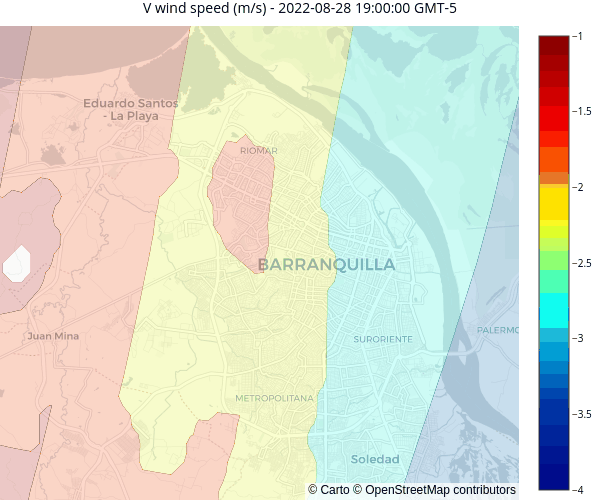 V wind speed (m/s) - 2022-08-28 19:00:00 GMT-5
−1
Eduardo Santos
- La Playa
−1.5
RIOMAR
−2
BARRANQUILLA
−2.5
Juan Mina
SURORIENTE
PALERMO
−3
METROPOLITANA
−3.5
Soledad
−4
© Carto © OpenStreetMap contributors